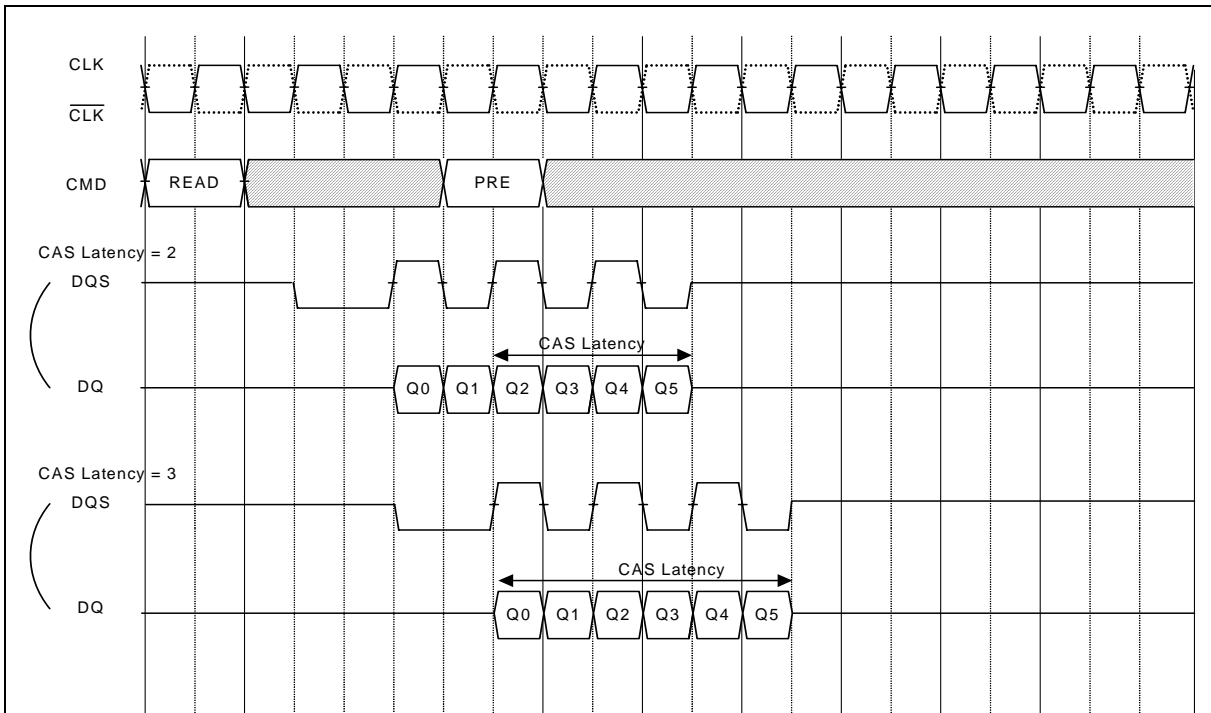 CLK
CLK
CMD
READ
PRE
CAS Latency = 2
DQS
CAS Latency
DQ
Q0 Q1 Q2 Q3 Q4 Q5
CAS Latency = 3
DQS
CAS Latency
DQ
Q0 Q1 Q2 Q3 Q4 Q5